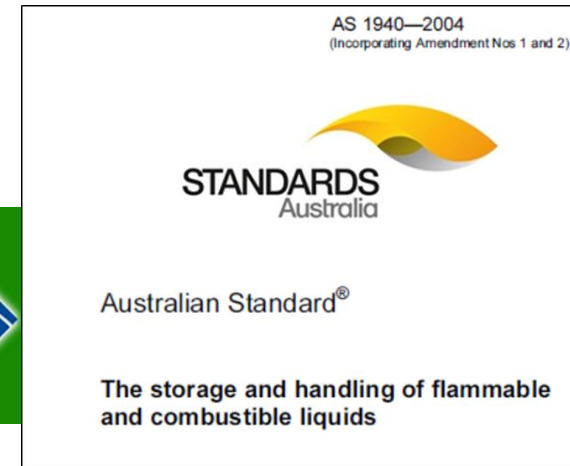 AS 1940—2004
(Incorporating Amendment Nos 1 and 2)
STANDARDS
Australia
Australian Standard®
The storage and handling of flammable
and combustible liquids